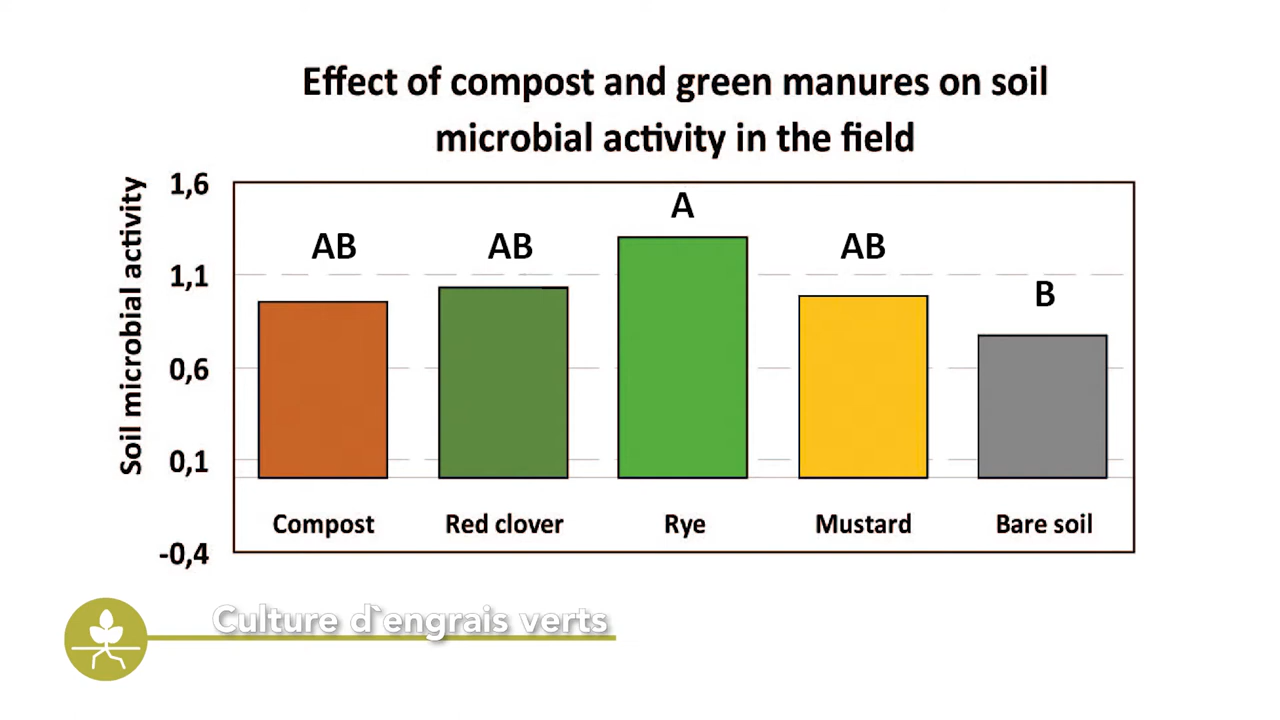 Effect of compost and green manures on soil
microbial activity in the field
Soil microbial activity
1,6
1,1
0,6
0,1
-0,4
AB
AB
A
AB
B
Compost
Red clover
Rye
Mustard
Bare soil
Culture d`engrais verts